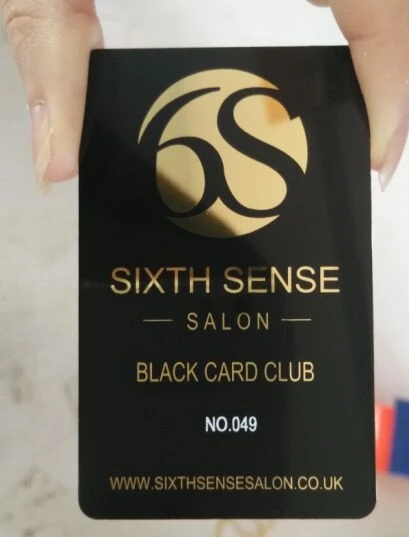 6S
SIXTH SENSE
SALON
BLACK CARD CLUB
NO.049
WWW.SIXTHSENSESALON.CO.UK